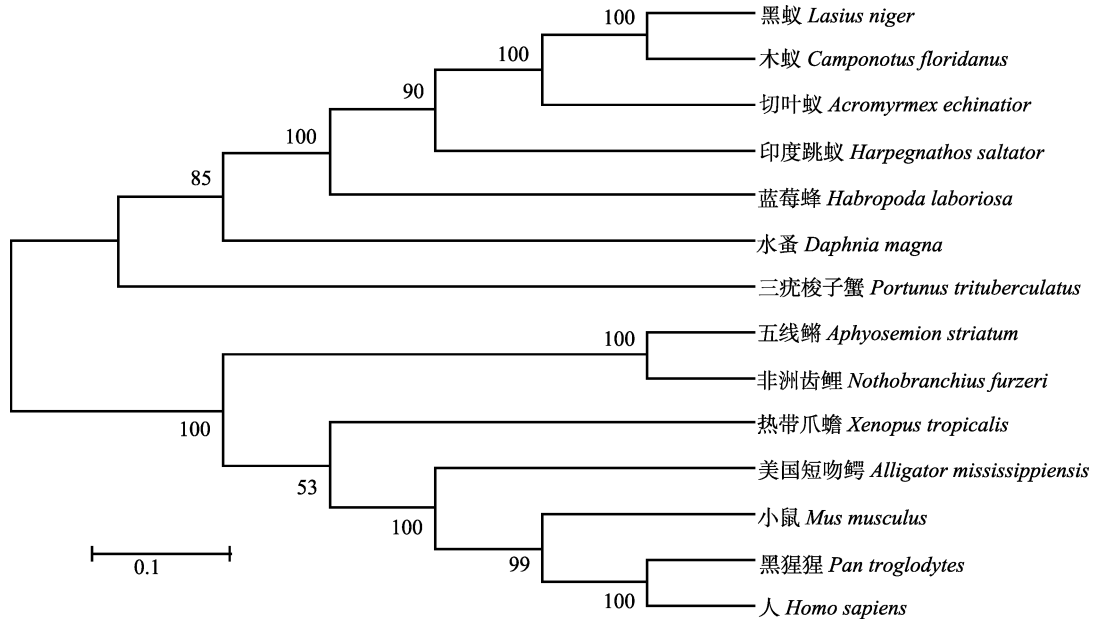 100
黑蚁 Lasius niger
100
木蚁 Camponotus floridanus
90
切叶蚁 Acromyrmex echinatior
100
印度跳蚁 Harpegnathos saltator
85
蓝莓蜂 Habropoda laboriosa
水蚤 Daphnia magna
三疣梭子蟹 Portunus trituberculatus
100
五线鳉 Aphyosemion striatum
非洲齿鲤 Nothobranchius furzeri
100
热带爪蟾 Xenopus tropicalis
53
美国短吻鳄 Alligator mississippiensis
100
小鼠 Mus musculus
99
黑猩猩 Pan troglodytes
100
人 Homo sapiens
0.1